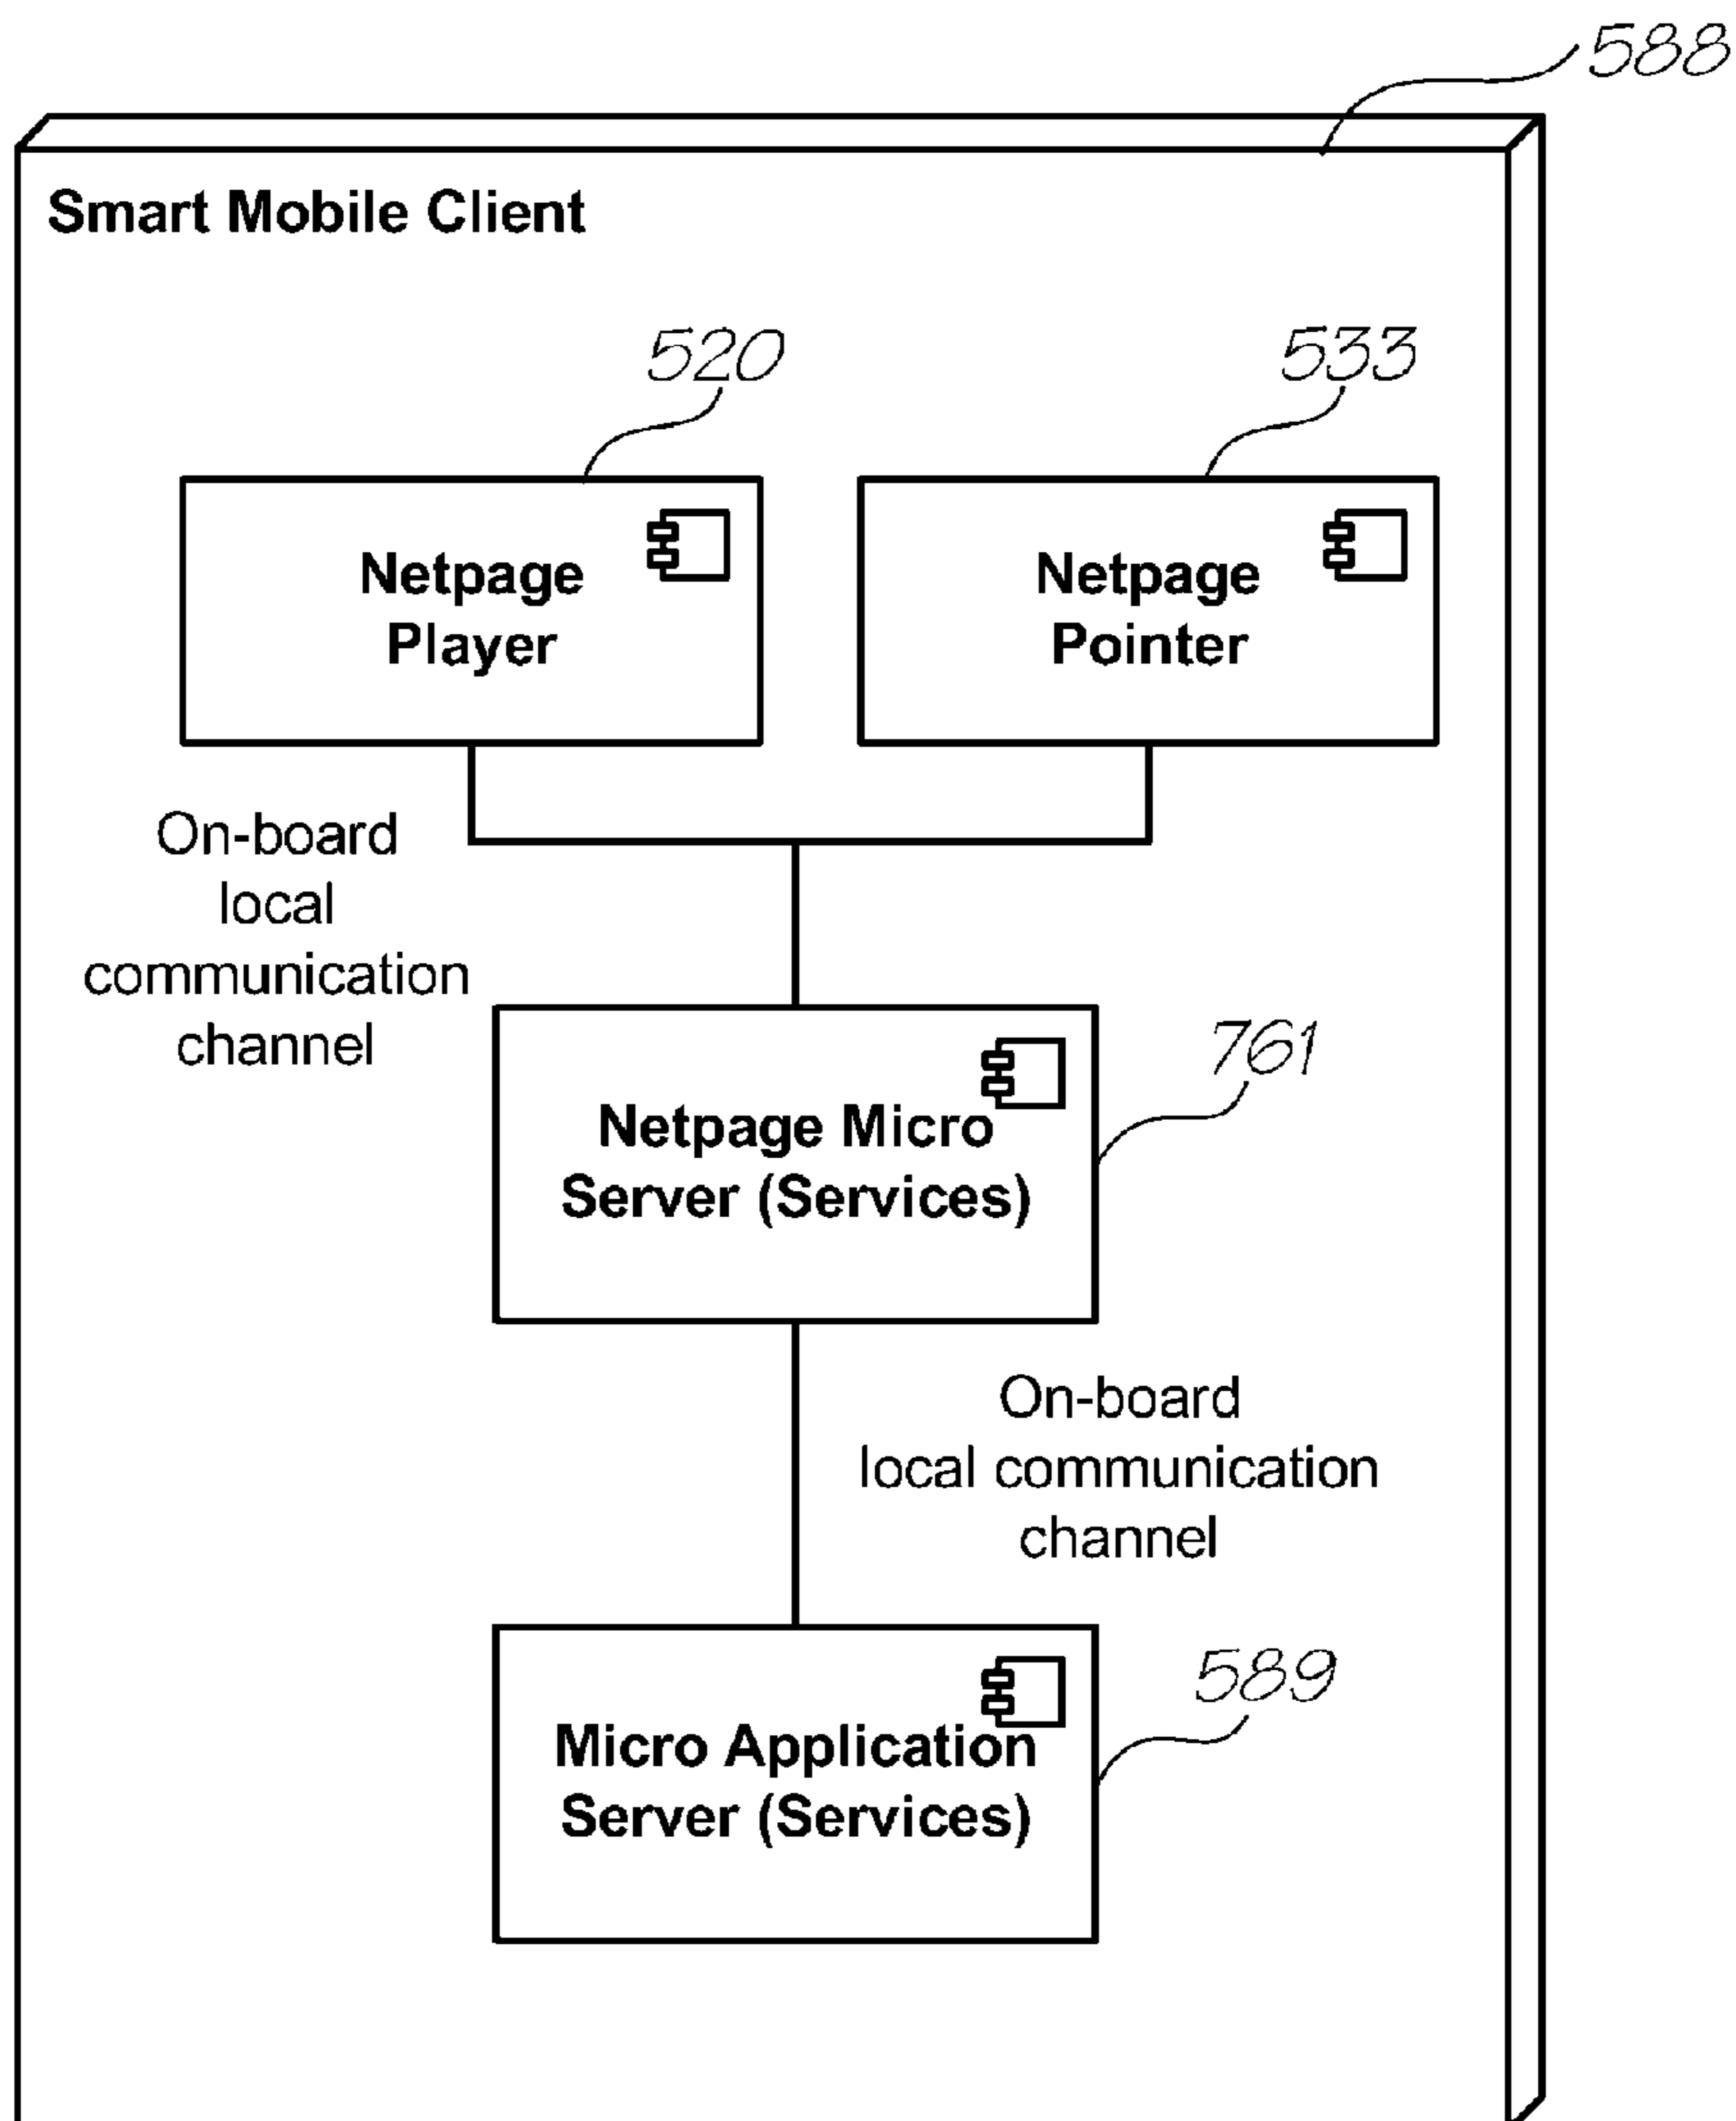 588
Smart Mobile Client
520
533
Netpage
Player
Netpage
Pointer
On-board
local
communication
channel
761
Netpage Micro
Server (Services)
On-board
local communication
channel
589
Micro Application
Server (Services)